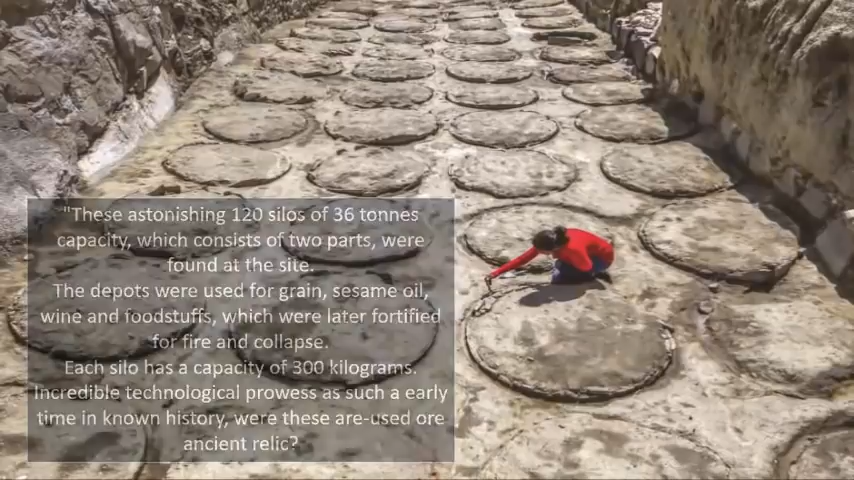 "These astonishing 120 silos of 36 tonnes
capacity, which consists of two parts, were
found at the site.
The depots were used for grain, sesame oil,
wine and foodstuffs, which were later fortified
for fire and collapse.
Each silo has a capacity of 300 kilograms.
Incredible technological prowess as such a early
time in known history, were these are-used ore
ancient relic?